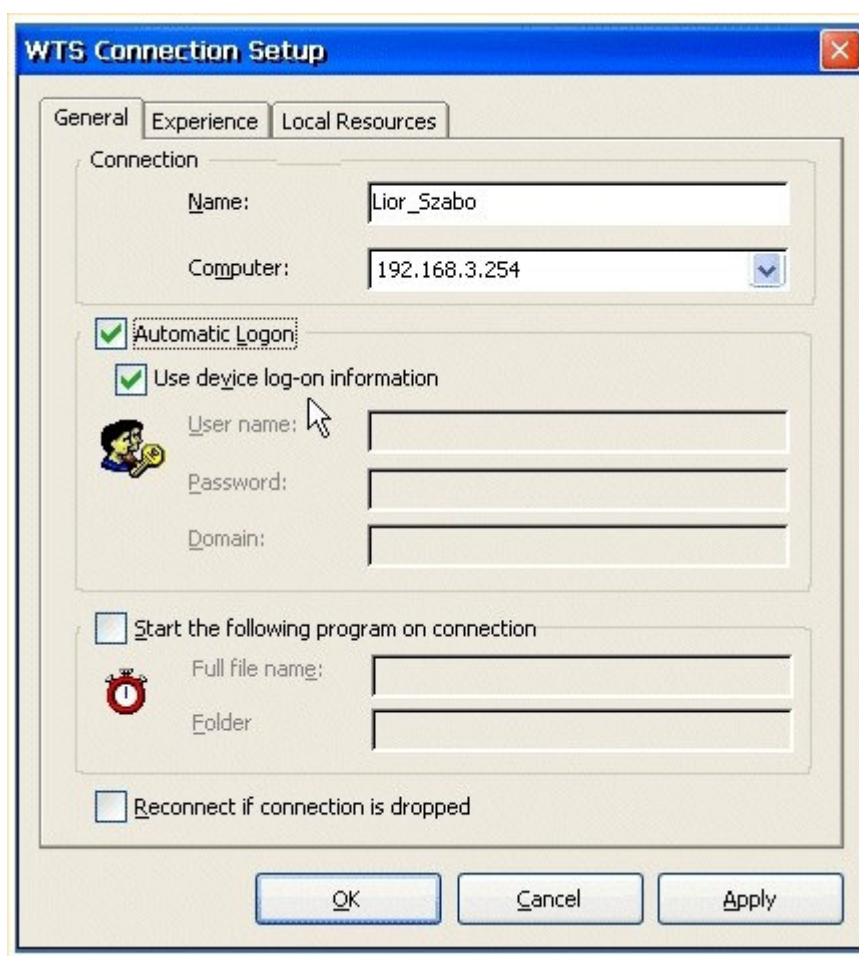 WTS Connection Setup
General Experience Local Resources
Connection
Name: Lior_Szabo
Computer: 192.168.3.254
Automatic Logon
Use device log-on information
User name:
Password:
Domain:
Start the following program on connection
Full file name:
Folder
Reconnect if connection is dropped
OK Cancel Apply